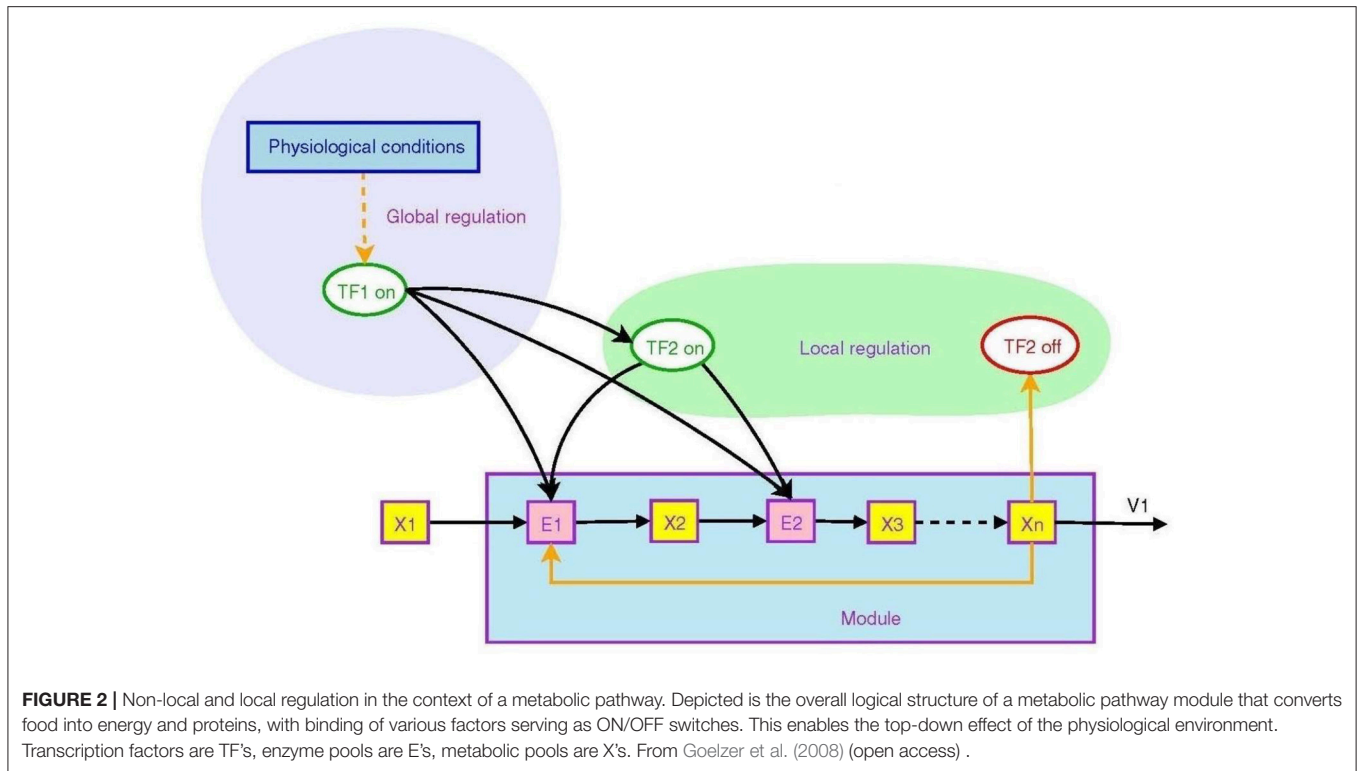 Physiological conditions
Global regulation
TF1 on
TF2 on
Local regulation
TF2 off
X1
E1
X2
E2
X3
Xn
V1
Module
FIGURE 2 | Non-local and local regulation in the context of a metabolic pathway. Depicted is the overall logical structure of a metabolic pathway module that converts
food into energy and proteins, with binding of various factors serving as ON/OFF switches. This enables the top-down effect of the physiological environment.
Transcription factors are TF's, enzyme pools are E's, metabolic pools are X's. From Goelzer et al. (2008) (open access) .